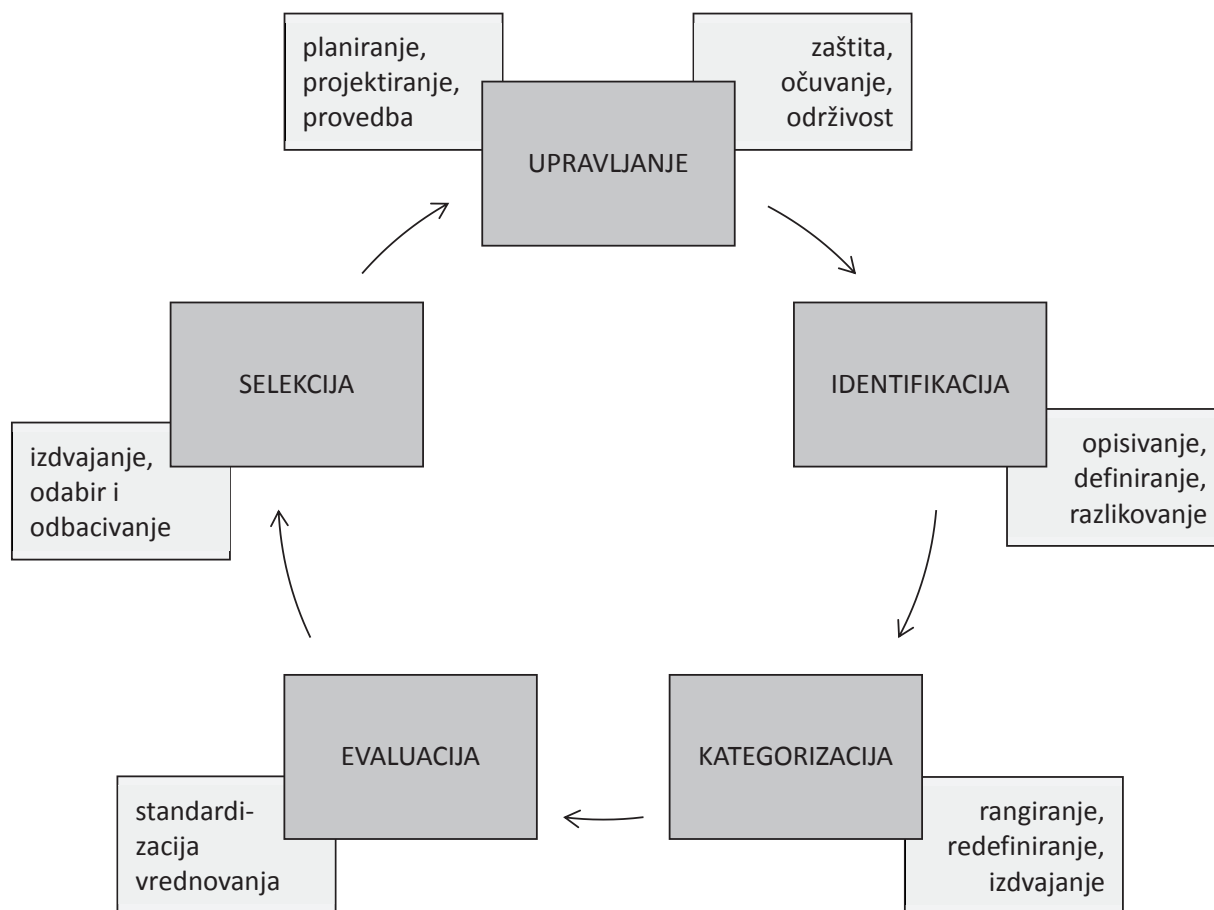 planiranje,
projektiranje,
provedba
zaštita,
očuvanje,
održivost
UPRAVLJANJE
SELEKCIJA
izdvajanje,
odabir i
odbacivanje
IDENTIFIKACIJA
opisivanje,
definiranje,
razlikovanje
EVALUACIJA
standardi-
zacija
vrednovanja
KATEGORIZACIJA
rangiranje,
redefiniranje,
izdvajanje